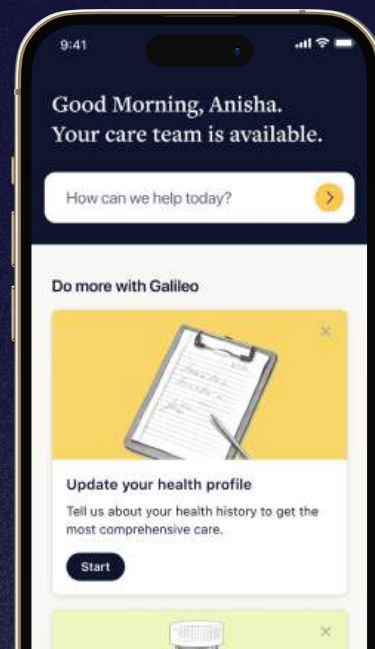 9:41
Good Morning, Anisha.
Your care team is available.
How can we help today?
Do more with Galileo
Update your health profile
Tell us about your health history to get the
most comprehensive care.
Start